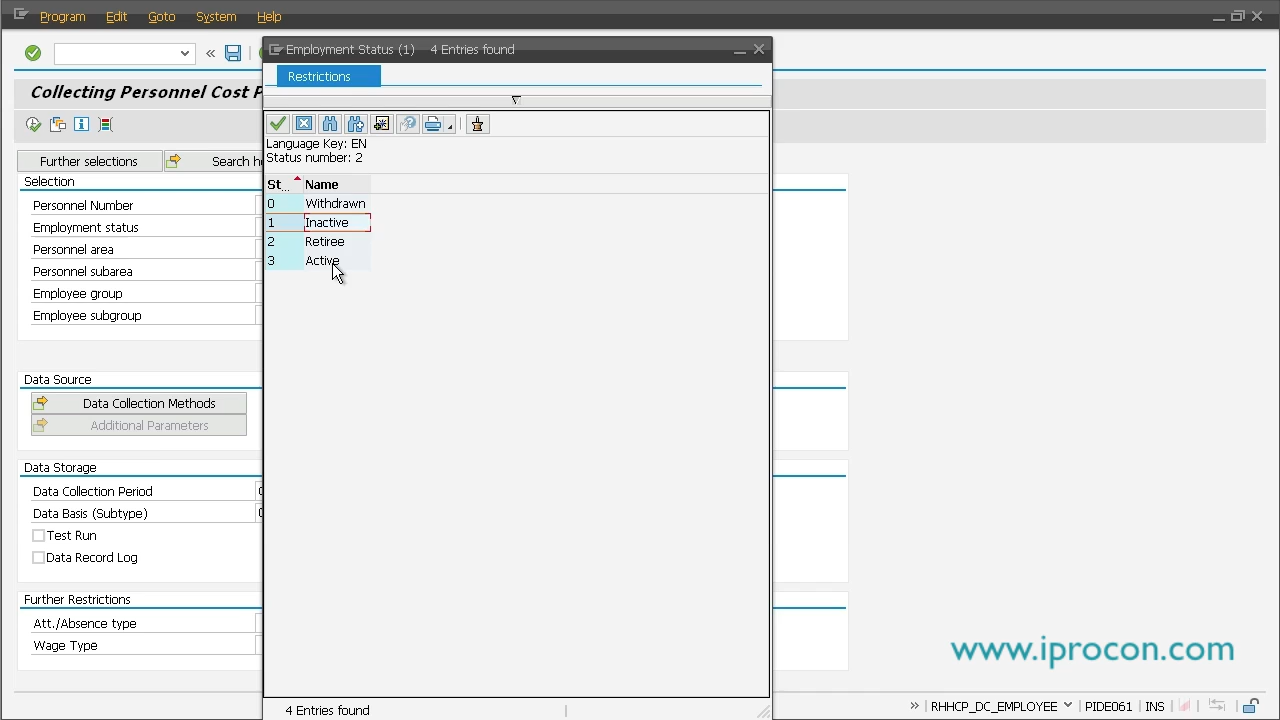 Program Edit Goto System Help
Employment Status (1) 4 Entries found
Restrictions
Collecting Personnel Cost P
Language Key: EN
Status number: 2
Further selections
Search he
Selection
St... Name
Personnel Number
0 Withdrawn
Employment status
1 Inactive
Personnel area
2 Retiree
Personnel subarea
3 Active
Employee group
Employee subgroup
Data Source
Data Collection Methods
Additional Parameters
Data Storage
Data Collection Period
Data Basis (Subtype)
Test Run
Data Record Log
Further Restrictions
Att./Absence type
Wage Type
www.iprocon.com
4 Entries found
RHHCP_DC_EMPLOYEE PIDE061 INS